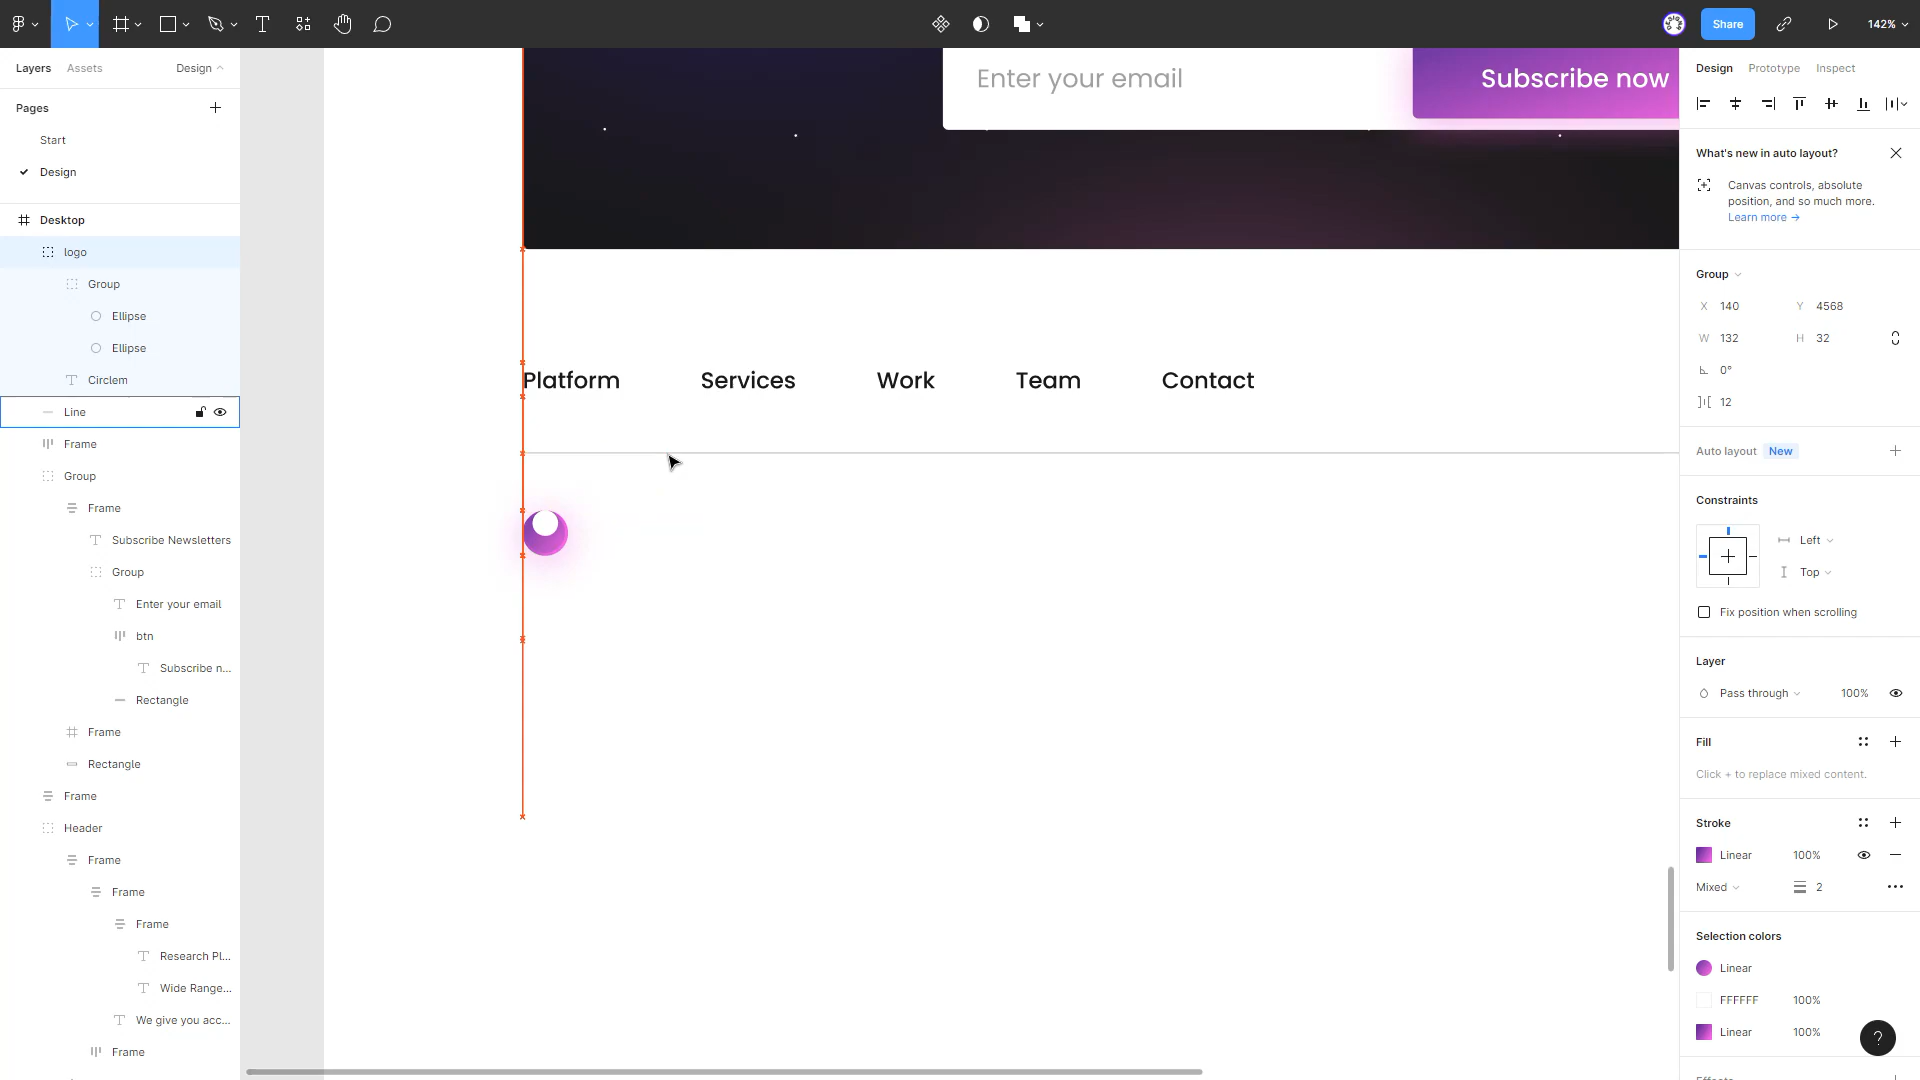 Share
142%
Layers
Assets
Design
Pages
Start
Design
Desktop
logo
Group
Ellipse
Ellipse
Circlem
Line
Frame
Group
Frame
Subscribe Newsletters
Group
Enter your email
btn
Subscribe n...
Rectangle
Frame
Rectangle
Frame
Header
Frame
Frame
Frame
Research Pl...
Wide Range...
We give you acc...
Frame
Enter your email
Subscribe now
Platform
Services
Work
Team
Contact
Design
Prototype
Inspect
What's new in auto layout?
Canvas controls, absolute
position, and so much more.
Learn more →
Group
X 140
Y 4568
W 132
H 32
0°
12
Auto layout
New
Constraints
Left
Top
Fix position when scrolling
Layer
Pass through
100%
Fill
Click + to replace mixed content.
Stroke
Linear
100%
Mixed
2
Selection colors
Linear
FFFFFF
100%
Linear
100%
?